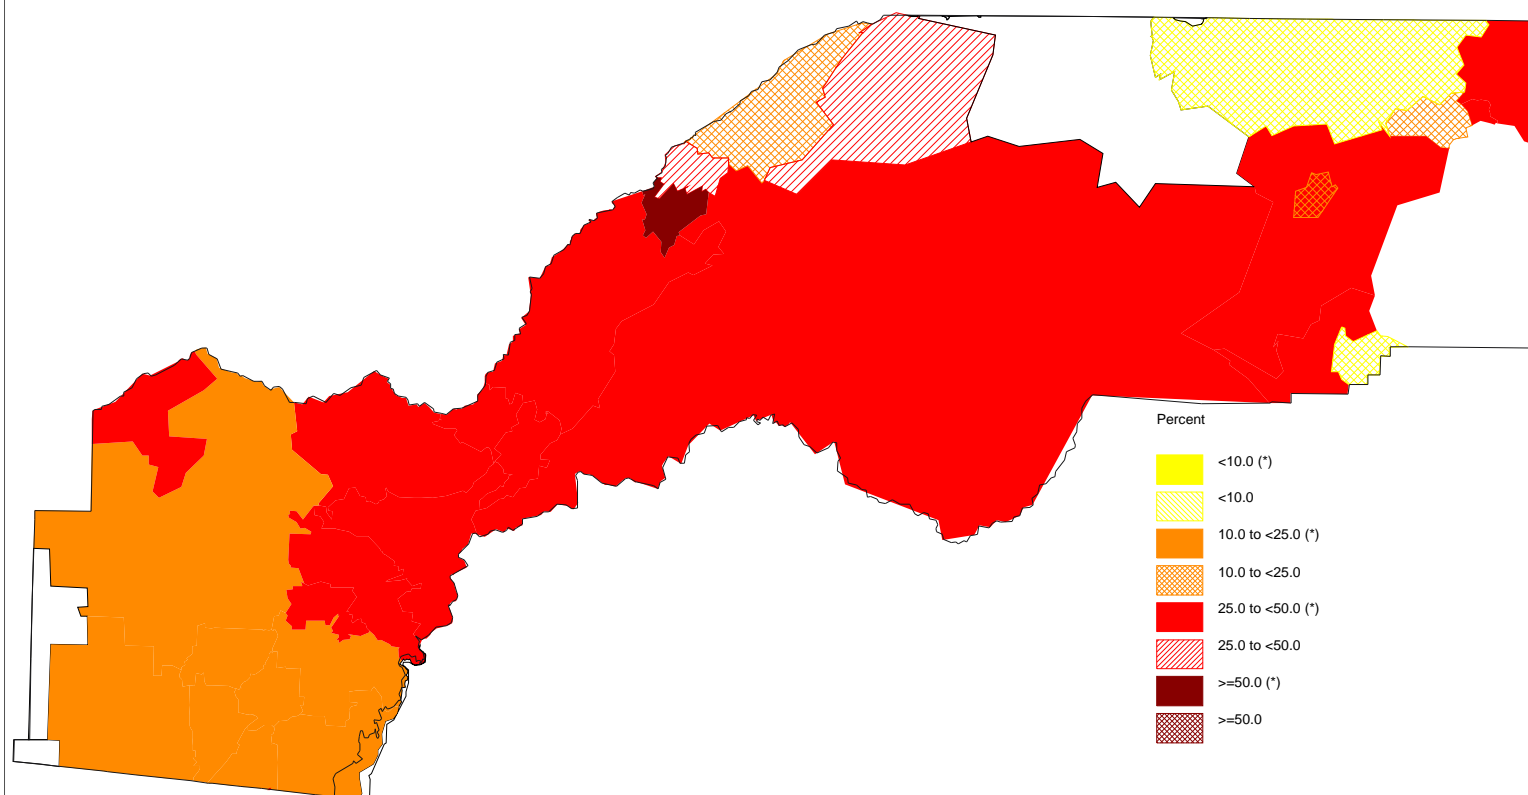 Percent
<10.0 (*)
<10.0
10.0 to <25.0 (*)
10.0 to <25.0
25.0 to <50.0 (*)
25.0 to <50.0
>=50.0 (*)
>=50.0